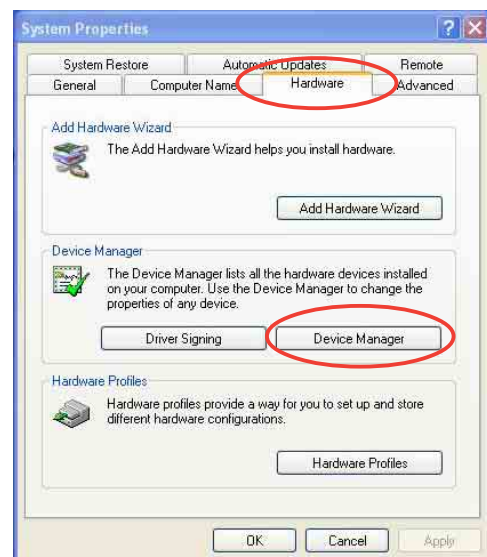 System Properties
System Restore Automatic Updates Remote
General Computer Name Hardware Advanced
Add Hardware Wizard
The Add Hardware Wizard helps you install hardware.
Add Hardware Wizard
Device Manager
The Device Manager lists all the hardware devices installed
on your computer. Use the Device Manager to change the
properties of any device.
Driver Signing Device Manager
Hardware Profiles
Hardware profiles provide a way for you to set up and store
different hardware configurations.
Hardware Profiles
OK Cancel Apply